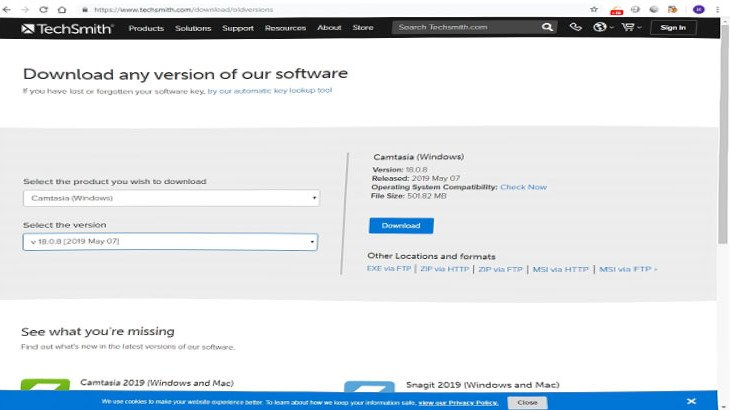 https://www.techsmith.com/download/oldversions
TechSmith Products Solutions Support Resources About Store Search TechSmith.com Sign In
Download any version of our software
If you have lost or forgotten your software key, try our automatic key lookup tool
Select the product you wish to download
Camtasia (Windows)
Select the version
v 18.0.8 [2019 May 07]
Camtasia (Windows)
Version: 18.0.8
Released: 2019 May 07
Operating System Compatibility: Check Now
File Size: 501.82 MB
Download
Other Locations and formats
EXE via FTP | ZIP via HTTP | ZIP via FTP | MSI via HTTP | MSI via FTP
See what you're missing
Find out what's new in the latest versions of our software.
Camtasia 2019 (Windows and Mac)
Snagit 2019 (Windows and Mac)
We use cookies to make your website experience better. To learn about how we keep your information safe, view our Privacy Policy. Close